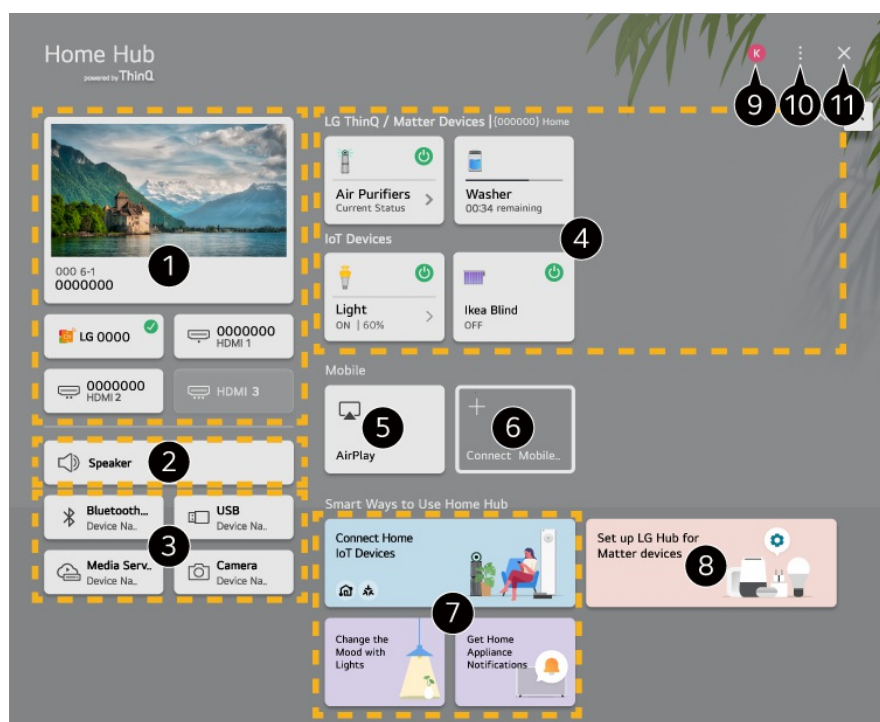 Home Hub
powered by ThinQ
K
9
10
11
LG ThinQ / Matter Devices | {000000} Home
Air Purifiers
Current Status
Washer
00:34 remaining
4
IoT Devices
Light
ON | 60%
Ikea Blind
OFF
1
000 6-1
0000000
LG 0000
0000000
HDMI 1
0000000
HDMI 2
HDMI 3
Speaker
2
Bluetooth...
Device Na..
USB
Device Na..
3
Media Serv..
Device Na..
Camera
Device Na..
Mobile
5
AirPlay
6
Connect Mobile..
Smart Ways to Use Home Hub
Connect Home
IoT Devices
7
Change the
Mood with
Lights
Get Home
Appliance
Notifications
Set up LG Hub for
Matter devices
8